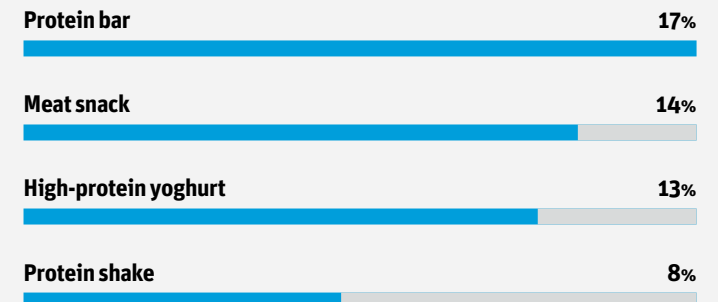 Protein bar 17%
Meat snack 14%
High-protein yoghurt 13%
Protein shake 8%